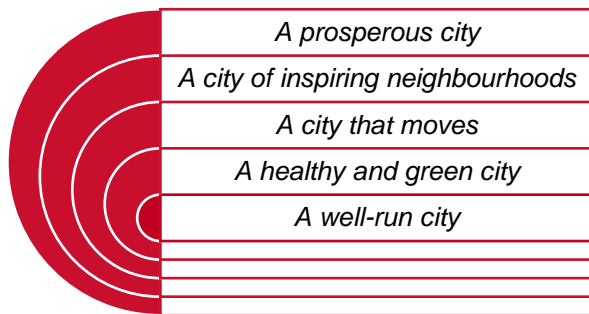 A prosperous city
A city of inspiring neighbourhoods
A city that moves
A healthy and green city
A well-run city